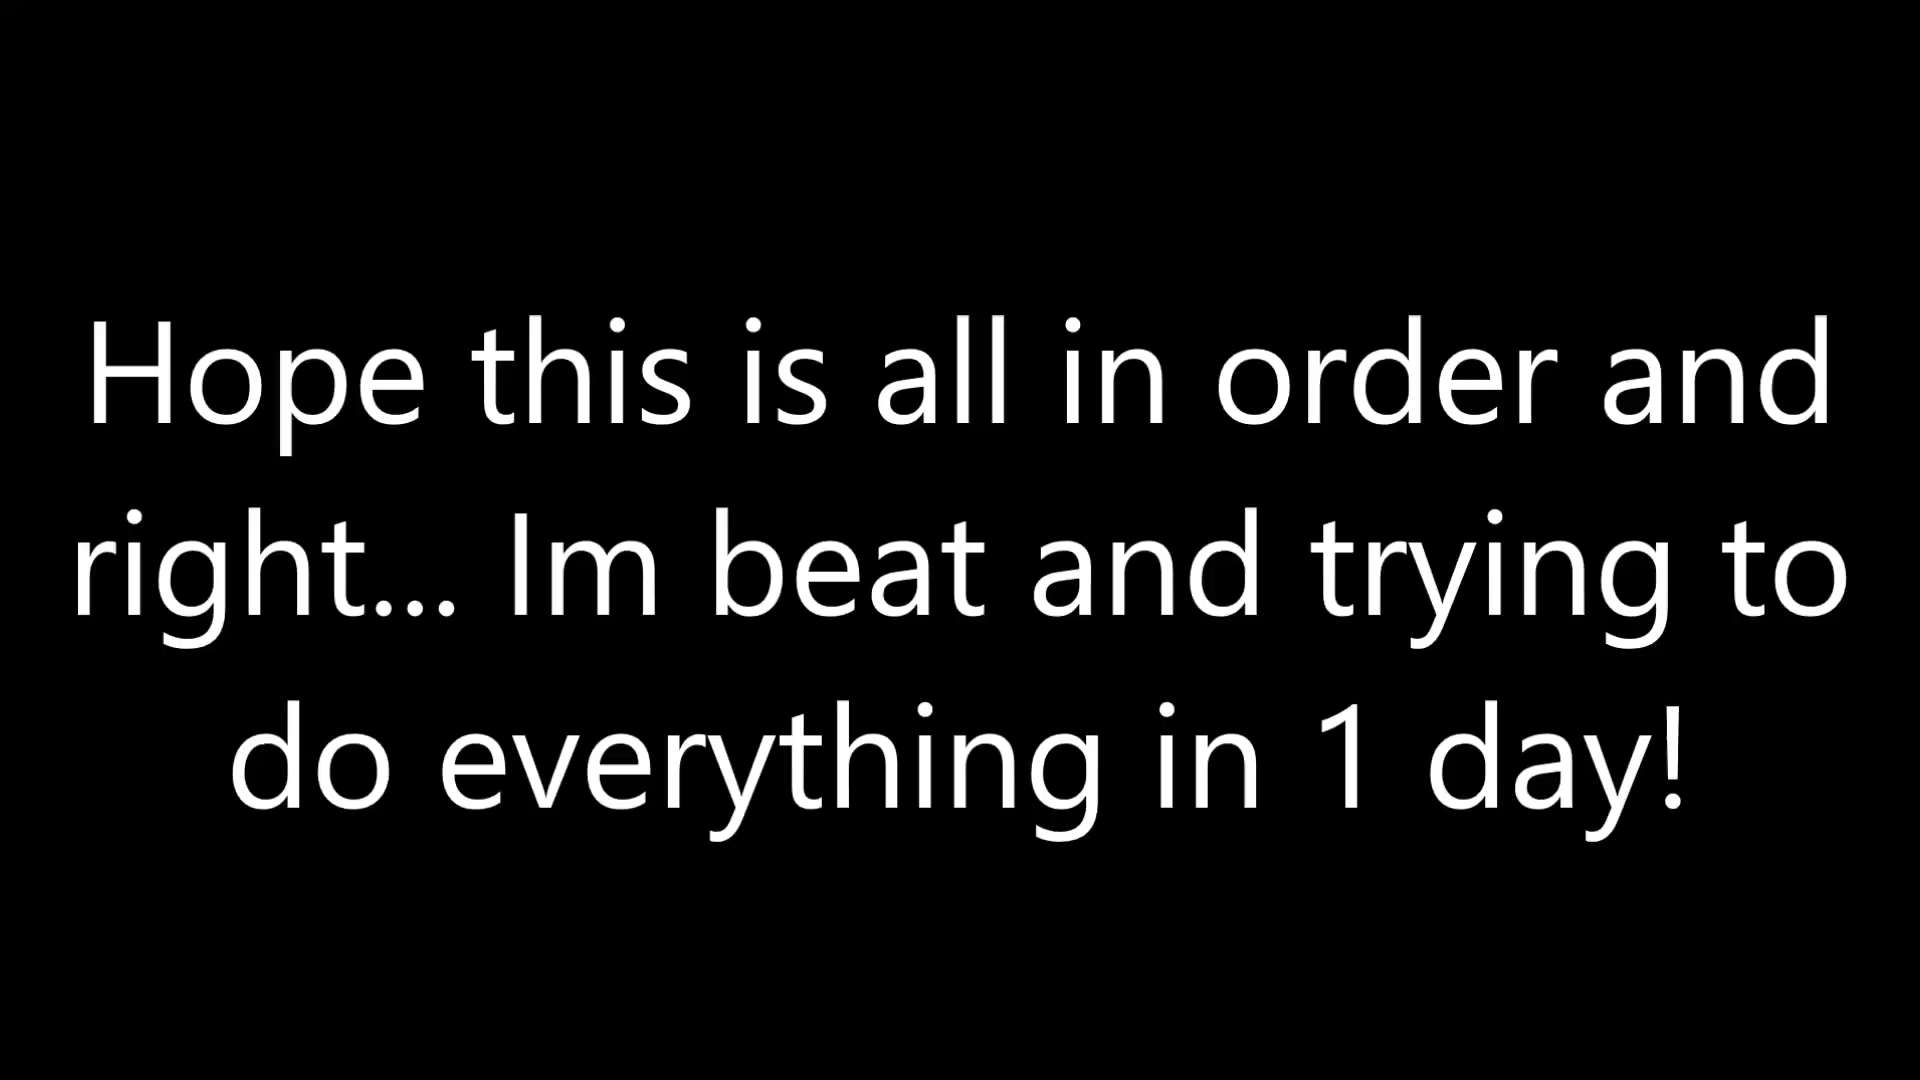 Hope this is all in order and
right... Im beat and trying to
do everything in 1 day!